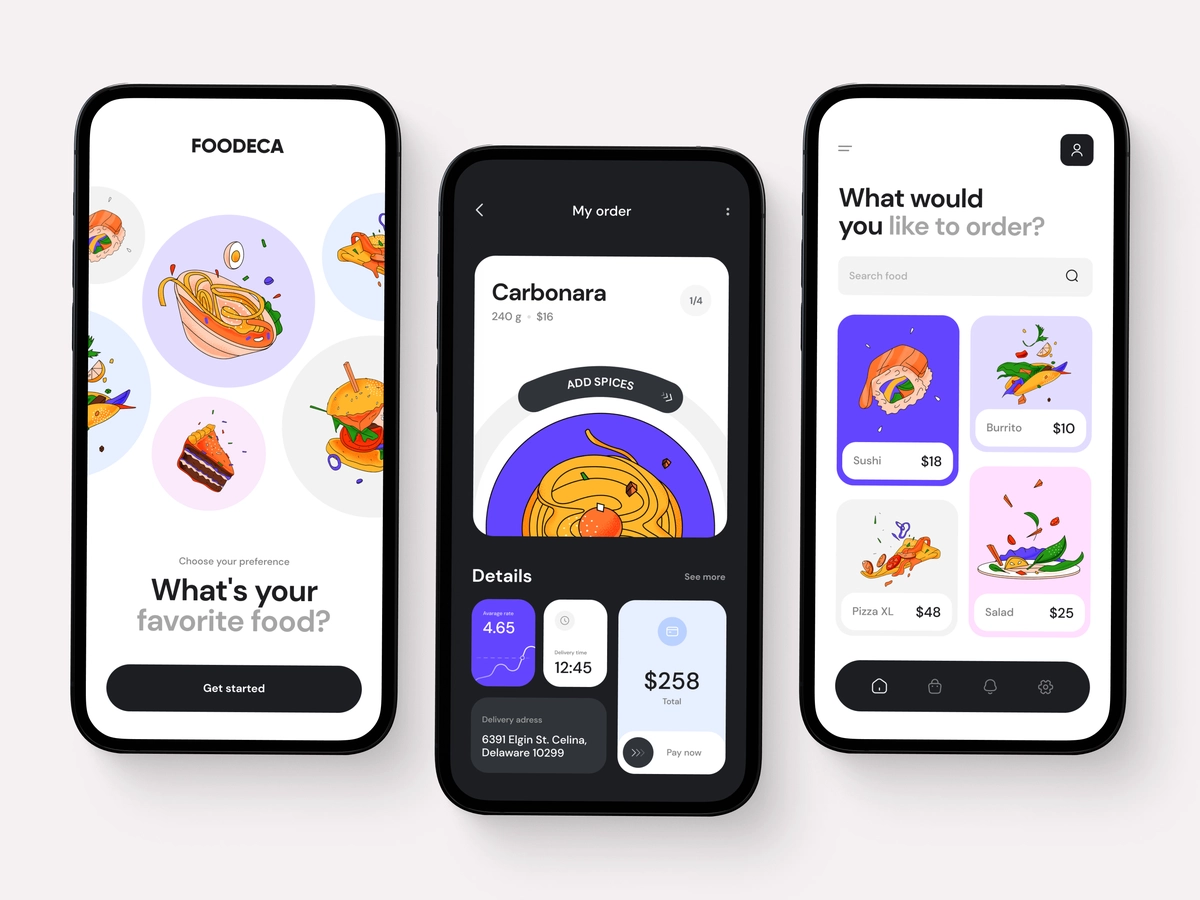 FOODECA
Choose your preference
What's your
favorite food?
Get started
My order
Carbonara
240 g • $16
1/4
ADD SPICES
Details
See more
Avarage rate
4.65
Delivery time
12:45
$258
Total
Delivery adress
6391 Elgin St. Celina,
Delaware 10299
Pay now
What would
you like to order?
Search food
Sushi
$18
Burrito
$10
Pizza XL
$48
Salad
$25